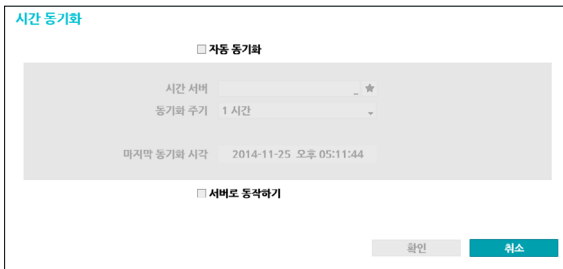 시간 동기화
자동 동기화
시간 서버
동기화 주기 1 시간
마지막 동기화 시각 2014-11-25 오후 05:11:44
서버로 동작하기
확인 취소